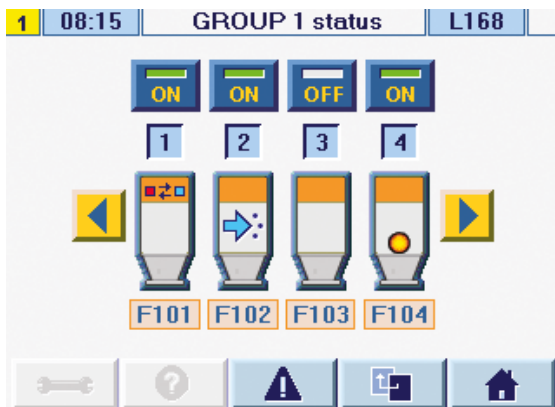 1 08:15 GROUP 1 status L168
ON ON OFF ON
1 2 3 4
F101 F102 F103 F104
?